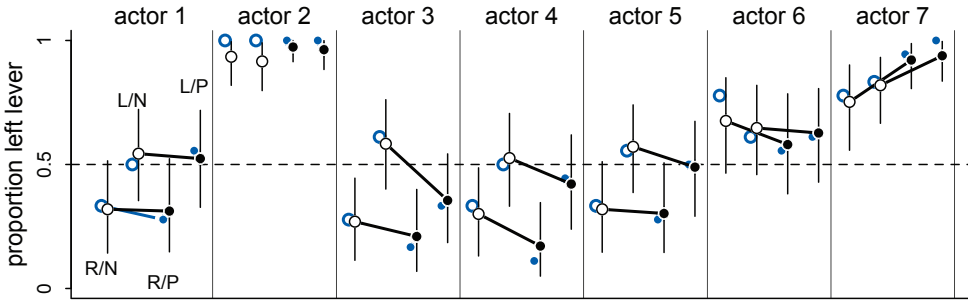 actor 1 actor 2 actor 3 actor 4 actor 5 actor 6 actor 7
proportion left lever
1
0.5
0
L/P
L/N
R/N
R/P